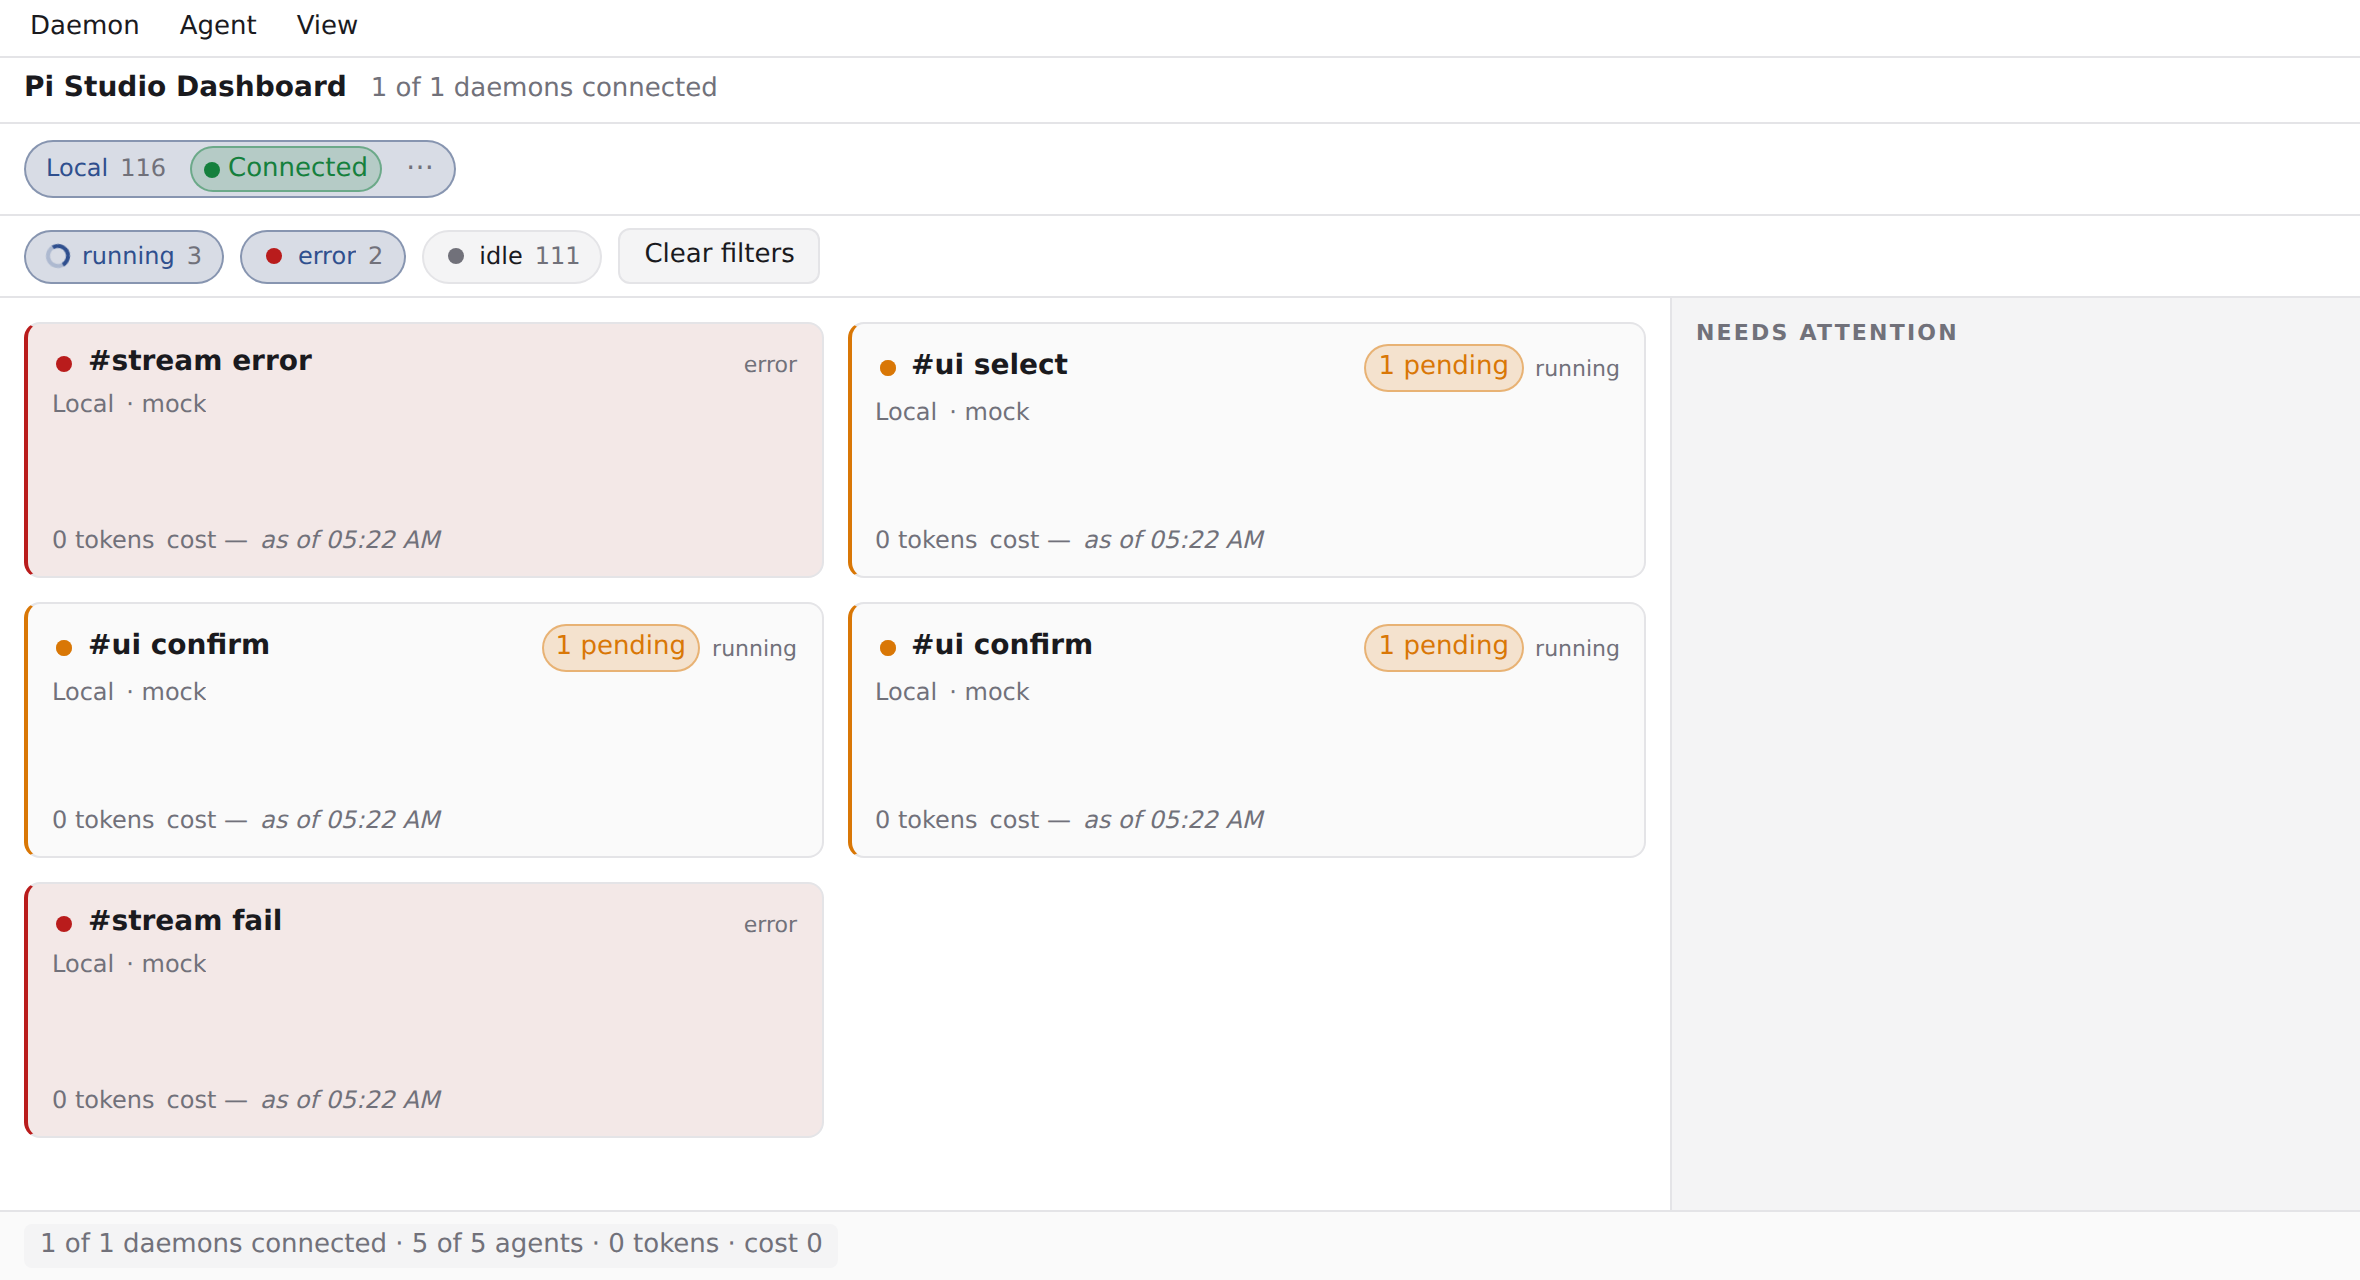 Daemon Agent View
Pi Studio Dashboard 1 of 1 daemons connected
Local 116 Connected ···
running 3 error 2 idle 111 Clear filters
#stream error error
Local · mock
0 tokens cost — as of 05:22 AM
#ui select 1 pending running
Local · mock
0 tokens cost — as of 05:22 AM
#ui confirm 1 pending running
Local · mock
0 tokens cost — as of 05:22 AM
#ui confirm 1 pending running
Local · mock
0 tokens cost — as of 05:22 AM
#stream fail error
Local · mock
0 tokens cost — as of 05:22 AM
NEEDS ATTENTION
1 of 1 daemons connected · 5 of 5 agents · 0 tokens · cost 0